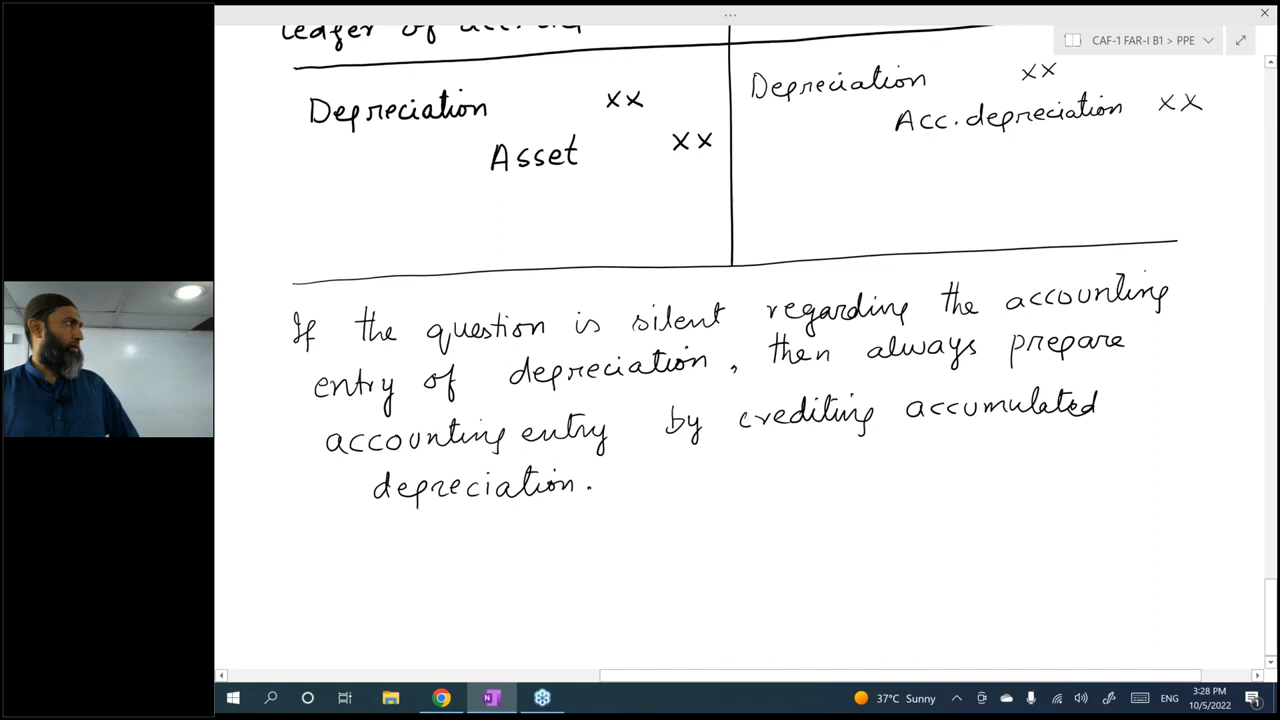 CAF-1 FAR-I B1 > PPE
Depreciation xx
Asset xx
Depreciation xx
Acc. depreciation xx
If the question is silent regarding the accounting
entry of depreciation, then always prepare
accounting entry by crediting accumulated
depreciation.
37°C Sunny
ENG
3:28 PM
10/5/2022